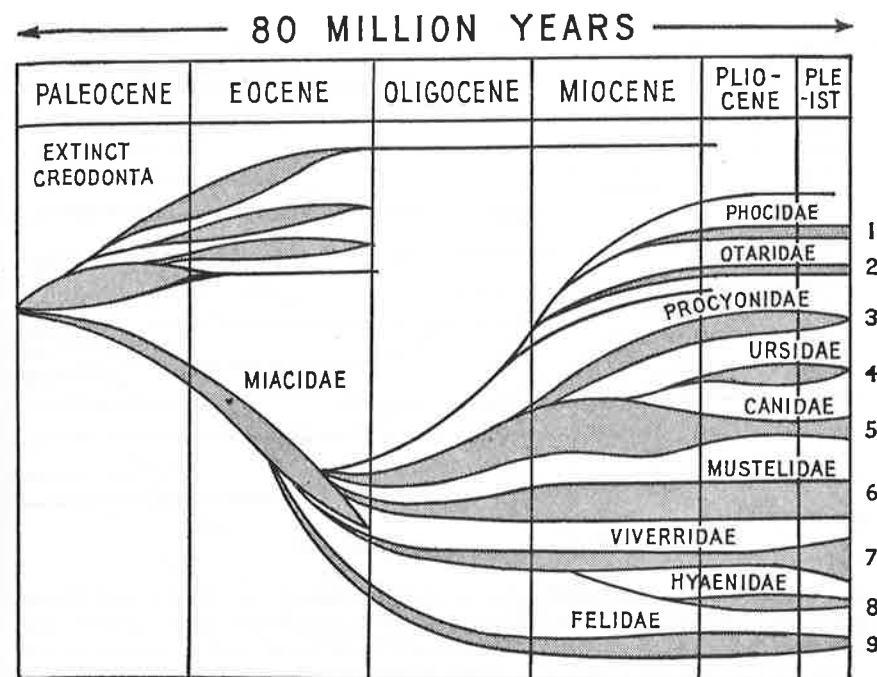 80 MILLION YEARS
PALEOCENE
EOCENE
OLIGOCENE
MIOCENE
PLIO-
CENE
PLE
-IST
EXTINCT
CREODONTA
PHOCIDAE
1
OTARIDAE
2
PROCYONIDAE
3
URSIDAE
4
MIACIDAE
CANIDAE
5
MUSTELIDAE
6
VIVERRIDAE
7
HYAENIDAE
8
FELIDAE
9